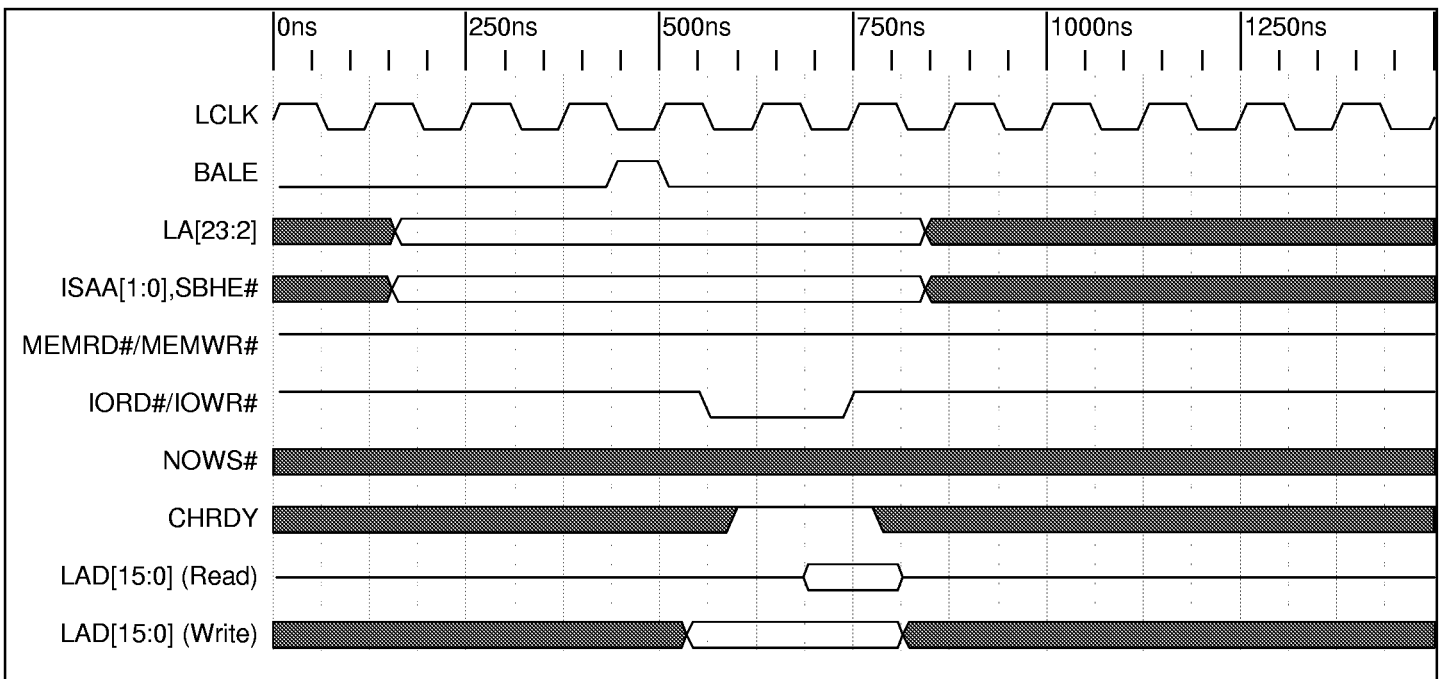 0ns 250ns 500ns 750ns 1000ns 1250ns
LCLK
BALE
LA[23:2]
ISAA[1:0],SBHE#
MEMRD#/MEMWR#
IORD#/IOWR#
NOWS#
CHRDY
LAD[15:0] (Read)
LAD[15:0] (Write)